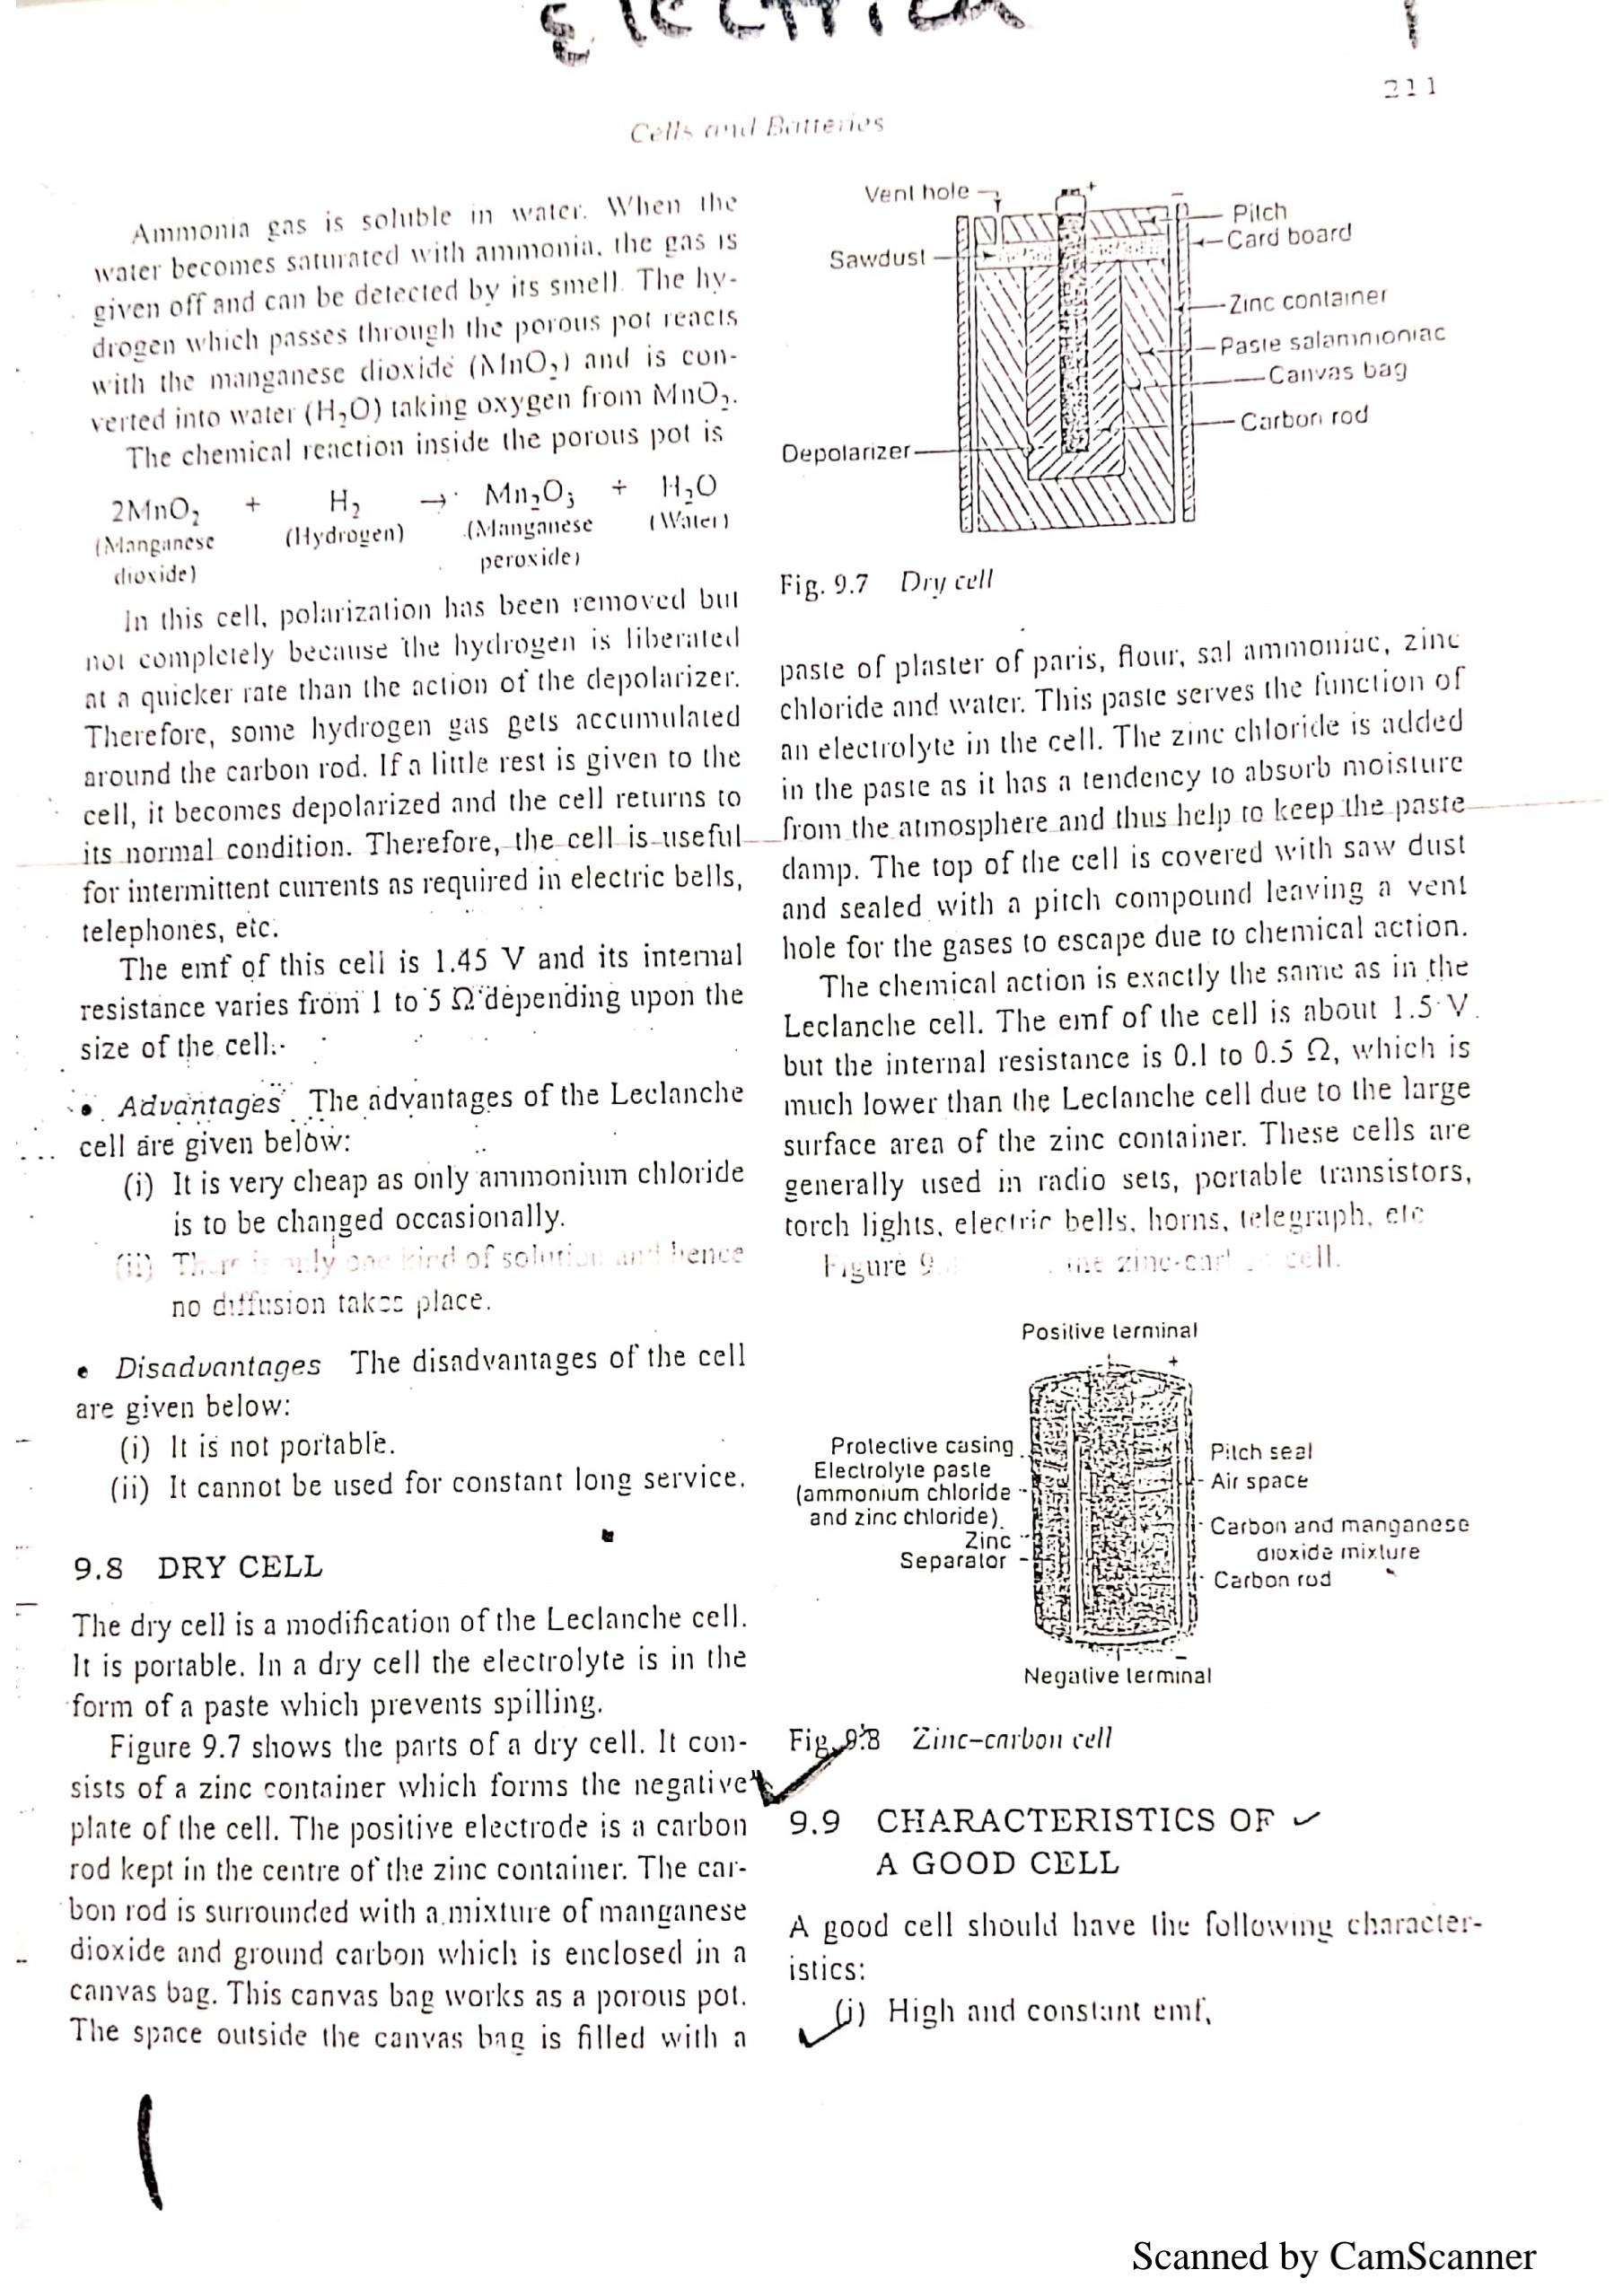 Electrical
211
Cells and Batteries
Ammonia gas is soluble in water. When the
water becomes saturated with ammonia, the gas is
given off and can be detected by its smell. The hy-
drogen which passes through the porous pot reacts
with the manganese dioxide (MnO₂) and is con-
verted into water (H₂O) taking oxygen from MnO₂.
The chemical reaction inside the porous pot is
2MnO₂ + H₂ → Mn₂O₃ + H₂O
(Manganese (Hydrogen) (Manganese (Water)
dioxide) peroxide)
In this cell, polarization has been removed but
not completely because the hydrogen is liberated
at a quicker rate than the action of the depolarizer.
Therefore, some hydrogen gas gets accumulated
around the carbon rod. If a little rest is given to the
cell, it becomes depolarized and the cell returns to
its normal condition. Therefore, the cell is useful
for intermittent currents as required in electric bells,
telephones, etc.
The emf of this cell is 1.45 V and its internal
resistance varies from 1 to 5 Ω depending upon the
size of the cell.
• Advantages The advantages of the Leclanche
cell are given below:
(i) It is very cheap as only ammonium chloride
is to be changed occasionally.
(ii) There is only one kind of solution and hence
no diffusion takes place.
• Disadvantages The disadvantages of the cell
are given below:
(i) It is not portable.
(ii) It cannot be used for constant long service.
9.8 DRY CELL
The dry cell is a modification of the Leclanche cell.
It is portable. In a dry cell the electrolyte is in the
form of a paste which prevents spilling.
Figure 9.7 shows the parts of a dry cell. It con-
sists of a zinc container which forms the negative
plate of the cell. The positive electrode is a carbon
rod kept in the centre of the zinc container. The car-
bon rod is surrounded with a mixture of manganese
dioxide and ground carbon which is enclosed in a
canvas bag. This canvas bag works as a porous pot.
The space outside the canvas bag is filled with a
Vent hole
+
−
Pitch
Card board
Sawdust
Zinc container
Paste salammoniac
Canvas bag
Carbon rod
Depolarizer
Fig. 9.7 Dry cell
paste of plaster of paris, flour, sal ammoniac, zinc
chloride and water. This paste serves the function of
an electrolyte in the cell. The zinc chloride is added
in the paste as it has a tendency to absorb moisture
from the atmosphere and thus help to keep the paste
damp. The top of the cell is covered with saw dust
and sealed with a pitch compound leaving a vent
hole for the gases to escape due to chemical action.
The chemical action is exactly the same as in the
Leclanche cell. The emf of the cell is about 1.5 V
but the internal resistance is 0.1 to 0.5 Ω, which is
much lower than the Leclanche cell due to the large
surface area of the zinc container. These cells are
generally used in radio sets, portable transistors,
torch lights, electric bells, horns, telegraph, etc
Figure 9. the zinc-carbon cell.
Positive terminal
+
Protective casing
Electrolyte paste
(ammonium chloride
and zinc chloride)
Zinc
Separator
Pitch seal
Air space
Carbon and manganese
dioxide mixture
Carbon rod
−
Negative terminal
Fig. 9.8 Zinc–carbon cell
9.9 CHARACTERISTICS OF
A GOOD CELL
A good cell should have the following character-
istics:
(i) High and constant emf,
Scanned by CamScanner